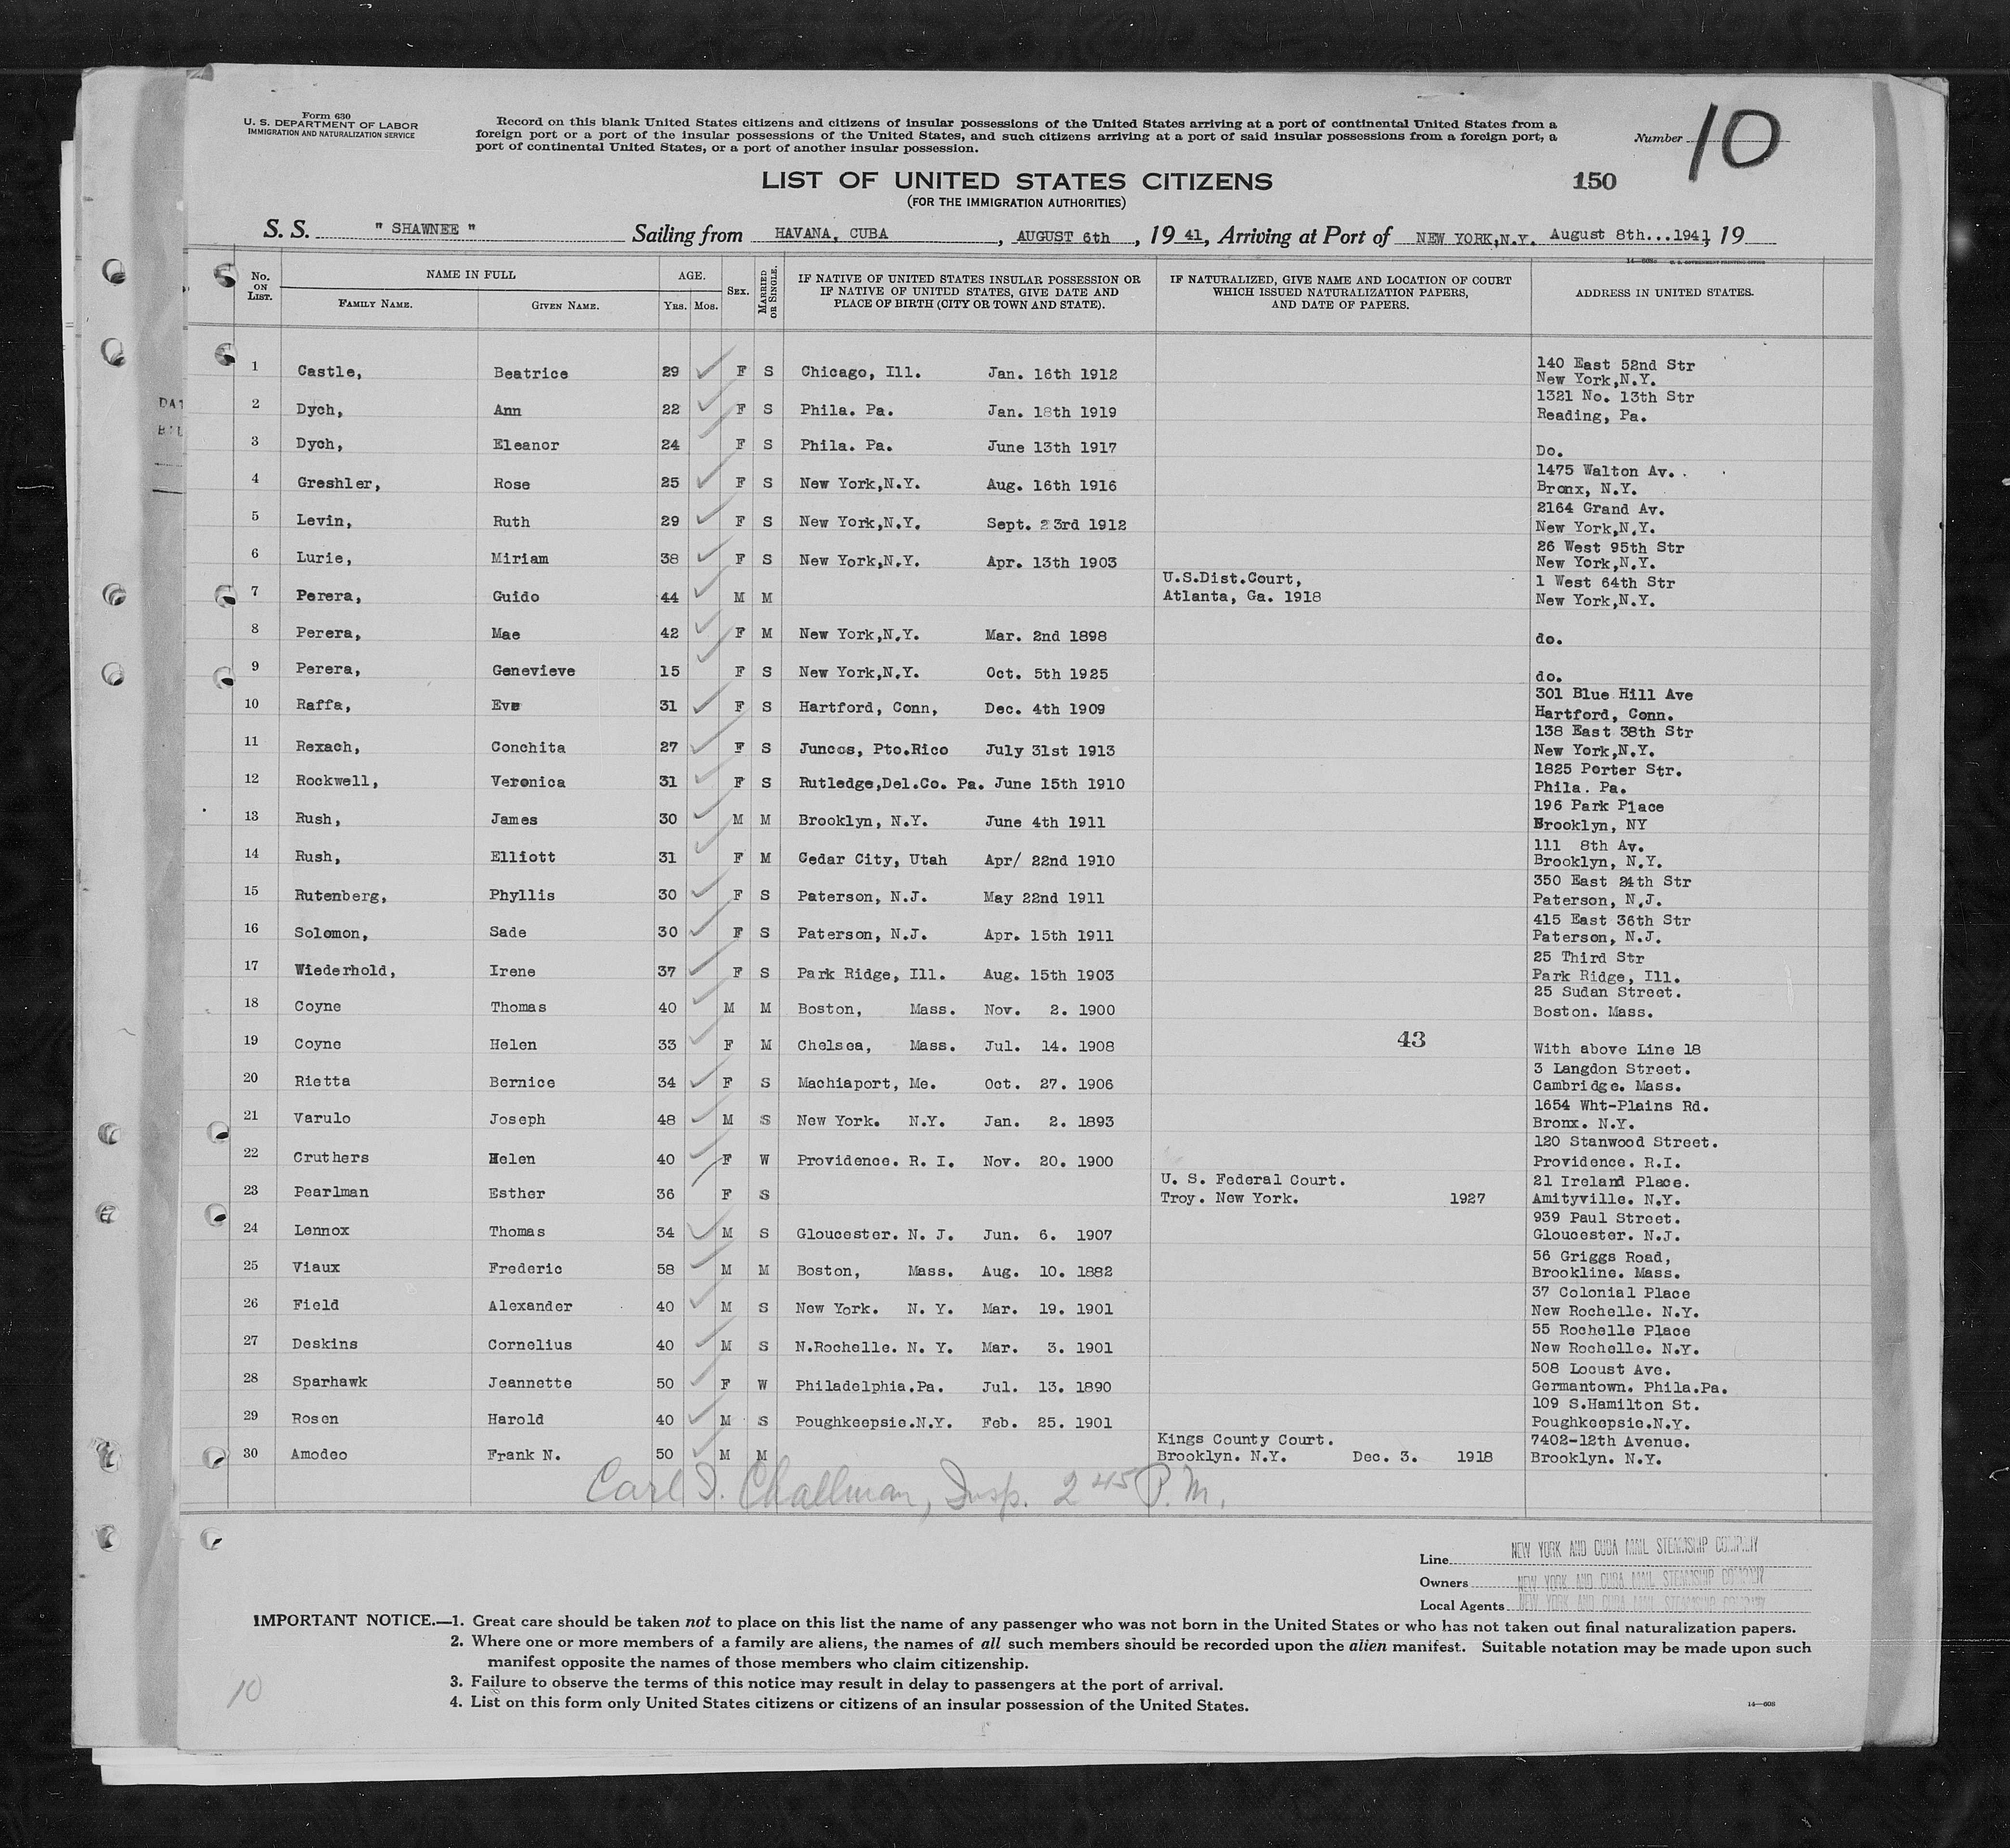 Form 630
U. S. DEPARTMENT OF LABOR
IMMIGRATION AND NATURALIZATION SERVICE
Record on this blank United States citizens and citizens of insular possessions of the United States arriving at a port of continental United States from a
foreign port or a port of the insular possessions of the United States, and such citizens arriving at a port of said insular possessions from a foreign port, a
port of continental United States, or a port of another insular possession.
Number 10
LIST OF UNITED STATES CITIZENS
150
(FOR THE IMMIGRATION AUTHORITIES)
S. S. " SHAWNEE " Sailing from HAVANA, CUBA, AUGUST 6th, 19 41, Arriving at Port of NEW YORK,N.Y. August 8th...1941, 19
No. ON LIST.
NAME IN FULL
FAMILY NAME.
GIVEN NAME.
AGE.
YRS. MOS.
SEX.
MARRIED OR SINGLE.
IF NATIVE OF UNITED STATES INSULAR POSSESSION OR
IF NATIVE OF UNITED STATES, GIVE DATE AND
PLACE OF BIRTH (CITY OR TOWN AND STATE).
IF NATURALIZED, GIVE NAME AND LOCATION OF COURT
WHICH ISSUED NATURALIZATION PAPERS,
AND DATE OF PAPERS.
ADDRESS IN UNITED STATES.
1 Castle, Beatrice 29 F S Chicago, Ill. Jan. 16th 1912 140 East 52nd Str
New York,N.Y.
2 Dych, Ann 22 F S Phila. Pa. Jan. 18th 1919 1321 No. 13th Str
Reading, Pa.
3 Dych, Eleanor 24 F S Phila. Pa. June 13th 1917 Do.
4 Greshler, Rose 25 F S New York,N.Y. Aug. 16th 1916 1475 Walton Av.
Bronx, N.Y.
5 Levin, Ruth 29 F S New York,N.Y. Sept. 23rd 1912 2164 Grand Av.
New York,N.Y.
6 Lurie, Miriam 38 F S New York,N.Y. Apr. 13th 1903 26 West 95th Str
New York,N.Y.
7 Perera, Guido 44 M M U.S.Dist.Court, 1 West 64th Str
Atlanta, Ga. 1918 New York,N.Y.
8 Perera, Mae 42 F M New York,N.Y. Mar. 2nd 1898 do.
9 Perera, Genevieve 15 F S New York,N.Y. Oct. 5th 1925 do.
10 Raffa, Eve 31 F S Hartford, Conn, Dec. 4th 1909 301 Blue Hill Ave
Hartford, Conn.
11 Rexach, Conchita 27 F S Juncos, Pto.Rico July 31st 1913 138 East 38th Str
New York,N.Y.
12 Rockwell, Veronica 31 F S Rutledge,Del.Co. Pa. June 15th 1910 1825 Porter Str.
Phila. Pa.
13 Rush, James 30 M M Brooklyn, N.Y. June 4th 1911 196 Park Place
Brooklyn, NY
14 Rush, Elliott 31 F M Cedar City, Utah Apr/ 22nd 1910 111 8th Av.
Brooklyn, N.Y.
15 Rutenberg, Phyllis 30 F S Paterson, N.J. May 22nd 1911 350 East 24th Str
Paterson, N.J.
16 Solomon, Sade 30 F S Paterson, N.J. Apr. 15th 1911 415 East 36th Str
Paterson, N.J.
17 Wiederhold, Irene 37 F S Park Ridge, Ill. Aug. 15th 1903 25 Third Str
Park Ridge, Ill.
18 Coyne Thomas 40 M M Boston, Mass. Nov. 2. 1900 25 Sudan Street.
Boston. Mass.
19 Coyne Helen 33 F M Chelsea, Mass. Jul. 14. 1908 43 With above Line 18
20 Rietta Bernice 34 F S Machiaport, Me. Oct. 27. 1906 3 Langdon Street.
Cambridge. Mass.
21 Varulo Joseph 48 M S New York. N.Y. Jan. 2. 1893 1654 Wht-Plains Rd.
Bronx. N.Y.
22 Cruthers Helen 40 F W Providence. R. I. Nov. 20. 1900 120 Stanwood Street.
Providence. R.I.
23 Pearlman Esther 36 F S U. S. Federal Court. 21 Ireland Place.
Troy. New York. 1927 Amityville. N.Y.
24 Lennox Thomas 34 M S Gloucester. N. J. Jun. 6. 1907 939 Paul Street.
Gloucester. N.J.
25 Viaux Frederic 58 M M Boston, Mass. Aug. 10. 1882 56 Griggs Road,
Brookline. Mass.
26 Field Alexander 40 M S New York. N. Y. Mar. 19. 1901 37 Colonial Place
New Rochelle. N.Y.
27 Deskins Cornelius 40 M S N.Rochelle. N. Y. Mar. 3. 1901 55 Rochelle Place
New Rochelle. N.Y.
28 Sparhawk Jeannette 50 F W Philadelphia.Pa. Jul. 13. 1890 508 Locust Ave.
Germantown. Phila.Pa.
29 Rosen Harold 40 M S Poughkeepsie.N.Y. Feb. 25. 1901 109 S.Hamilton St.
Poughkeepsie.N.Y.
30 Amodeo Frank N. 50 M M Kings County Court. 7402-12th Avenue.
Brooklyn. N.Y. Dec. 3. 1918 Brooklyn. N.Y.
Carl I. Challman, Insp. 2 45 P.M.
Line NEW YORK AND CUBA MAIL STEAMSHIP COMPANY
Owners NEW YORK AND CUBA MAIL STEAMSHIP COMPANY
Local Agents NEW YORK AND CUBA MAIL STEAMSHIP COMPANY
IMPORTANT NOTICE.—1. Great care should be taken not to place on this list the name of any passenger who was not born in the United States or who has not taken out final naturalization papers.
2. Where one or more members of a family are aliens, the names of all such members should be recorded upon the alien manifest. Suitable notation may be made upon such
manifest opposite the names of those members who claim citizenship.
3. Failure to observe the terms of this notice may result in delay to passengers at the port of arrival.
4. List on this form only United States citizens or citizens of an insular possession of the United States.
10
14—608